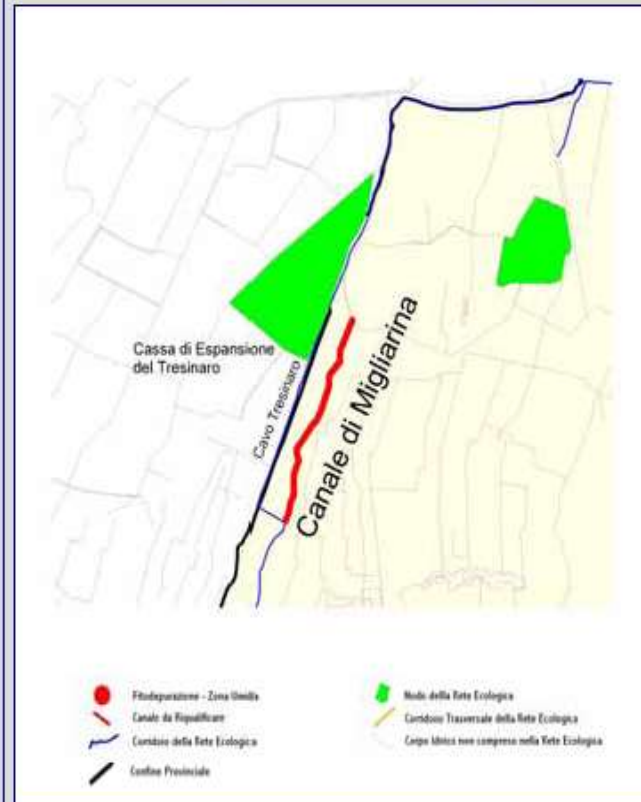 Cassa di Espansione
del Tresinaro
Cavo Tresinaro
Canale di Migliarina
Fitodepurazione - Zona Umida
Canale da Riqualificare
Corridoio della Rete Ecologica
Confine Provinciale
Nodo della Rete Ecologica
Corridoio Trasversale della Rete Ecologica
Corpo Idrico non compreso nella Rete Ecologica